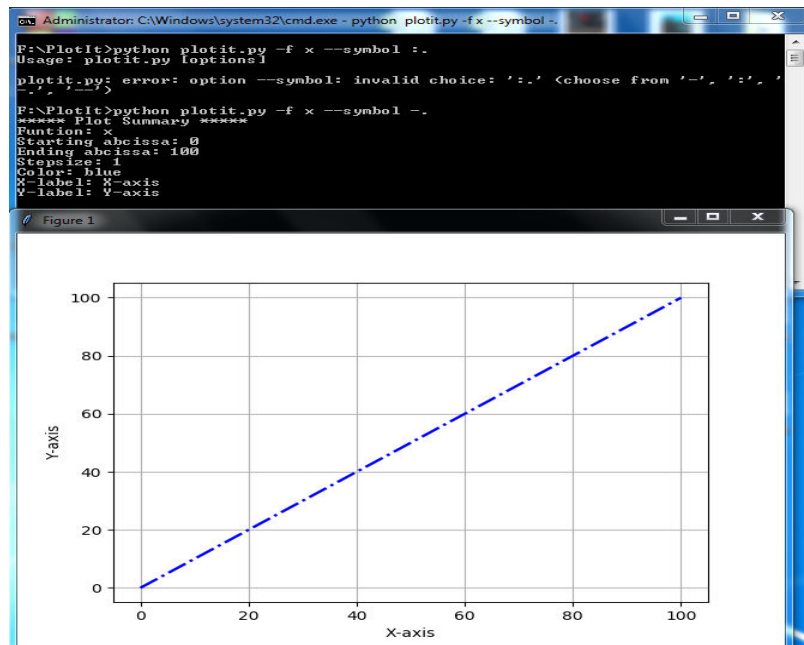 Administrator: C:\Windows\system32\cmd.exe - python plotit.py -f x --symbol -.
F:\PlotIt>python plotit.py -f x --symbol :.
Usage: plotit.py [options]
plotit.py: error: option --symbol: invalid choice: ':.' (choose from '-', ':', '
-.', '--')
F:\PlotIt>python plotit.py -f x --symbol -.
***** Plot Summary *****
Funtion: x
Starting abcissa: 0
Ending abcissa: 100
Stepsize: 1
Color: blue
X-label: X-axis
Y-label: Y-axis
Figure 1
100
80
60
40
20
0
Y-axis
0 20 40 60 80 100
X-axis